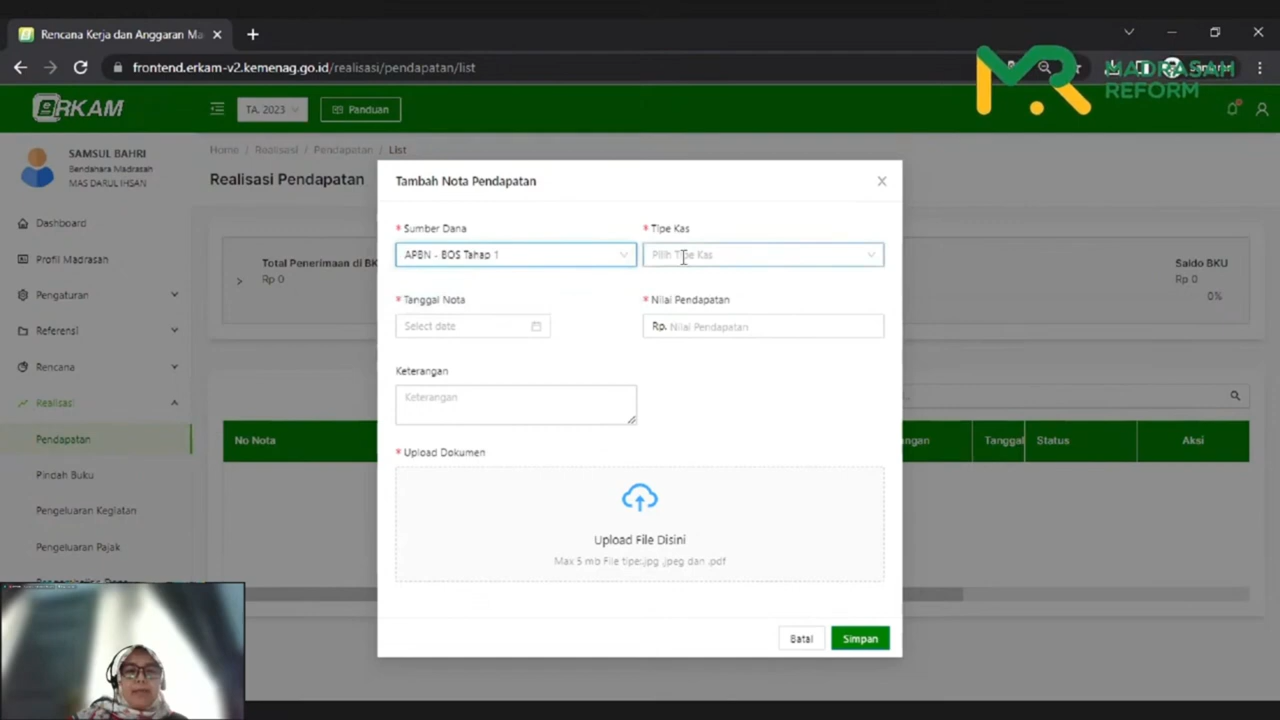 Rencana Kerja dan Anggaran Ma
frontend.erkam-v2.kemenag.go.id/realisasi/pendapatan/list
MADRASAH
REFORM
eRKAM
TA. 2023
Panduan
SAMSUL BAHRI
Bendahara Madrasah
MAS DARUL IHSAN
Home / Realisasi / Pendapatan / List
Realisasi Pendapatan
Dashboard
Profil Madrasah
Pengaturan
Referensi
Rencana
Realisasi
Pendapatan
Pindah Buku
Pengeluaran Kegiatan
Pengeluaran Pajak
Total Penerimaan di BK
Rp 0
Saldo BKU
Rp 0
0%
No Nota
ngan
Tanggal
Status
Aksi
Tambah Nota Pendapatan
* Sumber Dana
* Tipe Kas
APBN - BOS Tahap 1
Pilih Tipe Kas
* Tanggal Nota
* Nilai Pendapatan
Select date
Rp. Nilai Pendapatan
Keterangan
Keterangan
* Upload Dokumen
Upload File Disini
Max 5 mb File tipe:.jpg .jpeg dan .pdf
Batal
Simpan